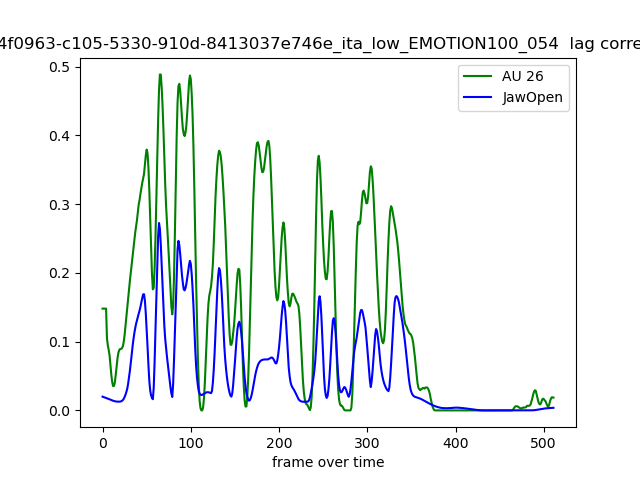 4f0963-c105-5330-910d-8413037e746e_ita_low_EMOTION100_054 lag corre
AU 26
JawOpen
0.5
0.4
0.3
0.2
0.1
0.0
0 100 200 300 400 500
frame over time